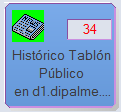 34
Histórico Tablón
Público
en d1.dipalme....